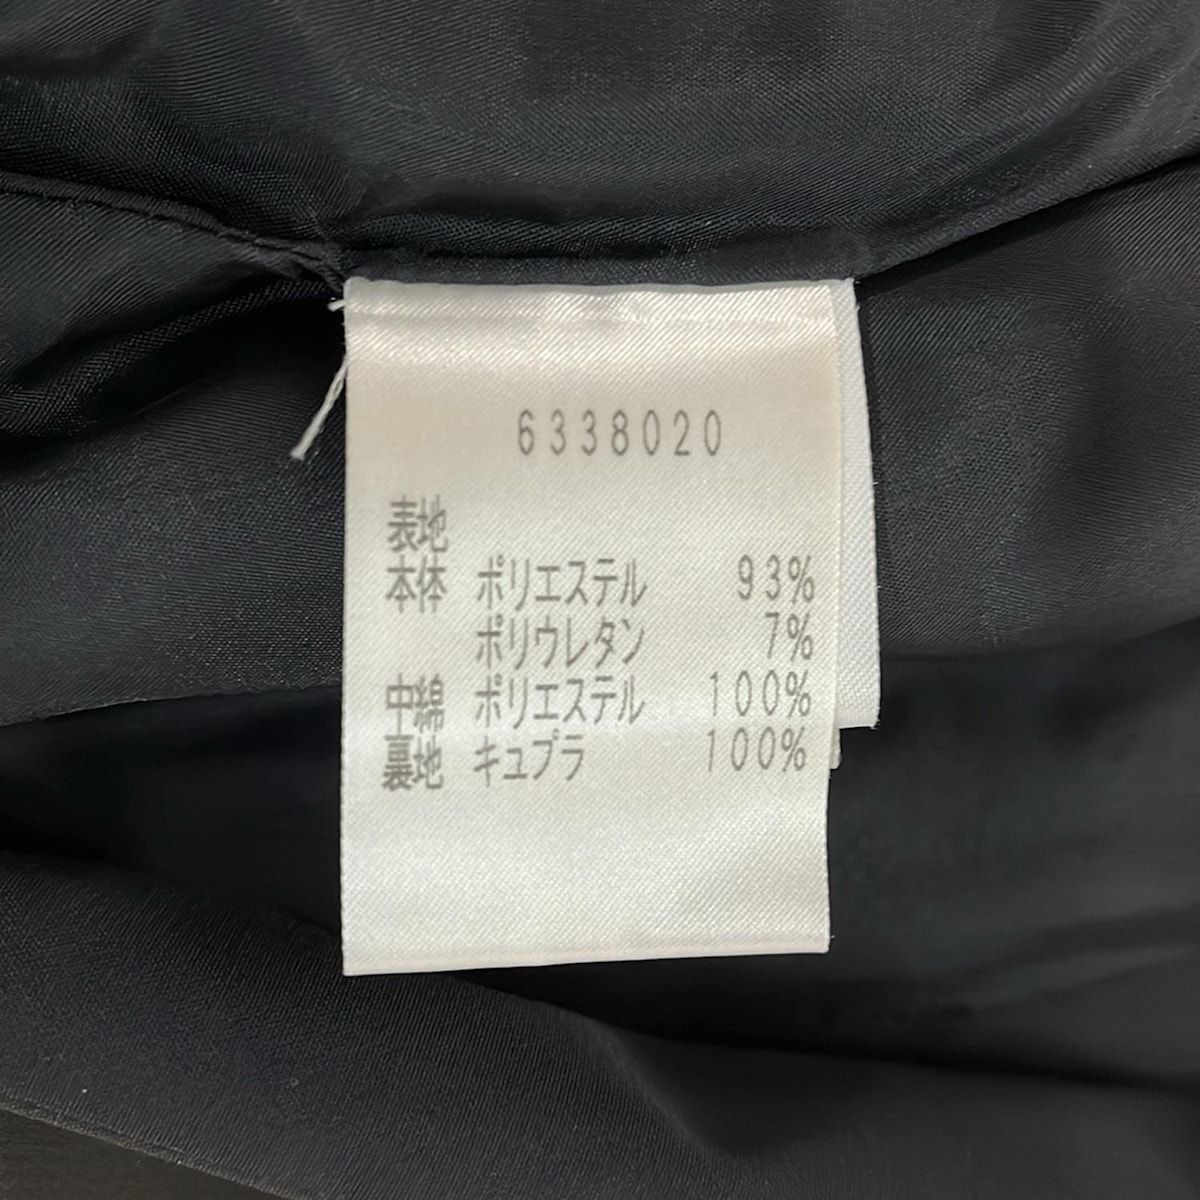 6338020
表地
本体 ポリエステル 93%
ポリウレタン 7%
中綿 ポリエステル 100%
裏地 キュプラ 100%